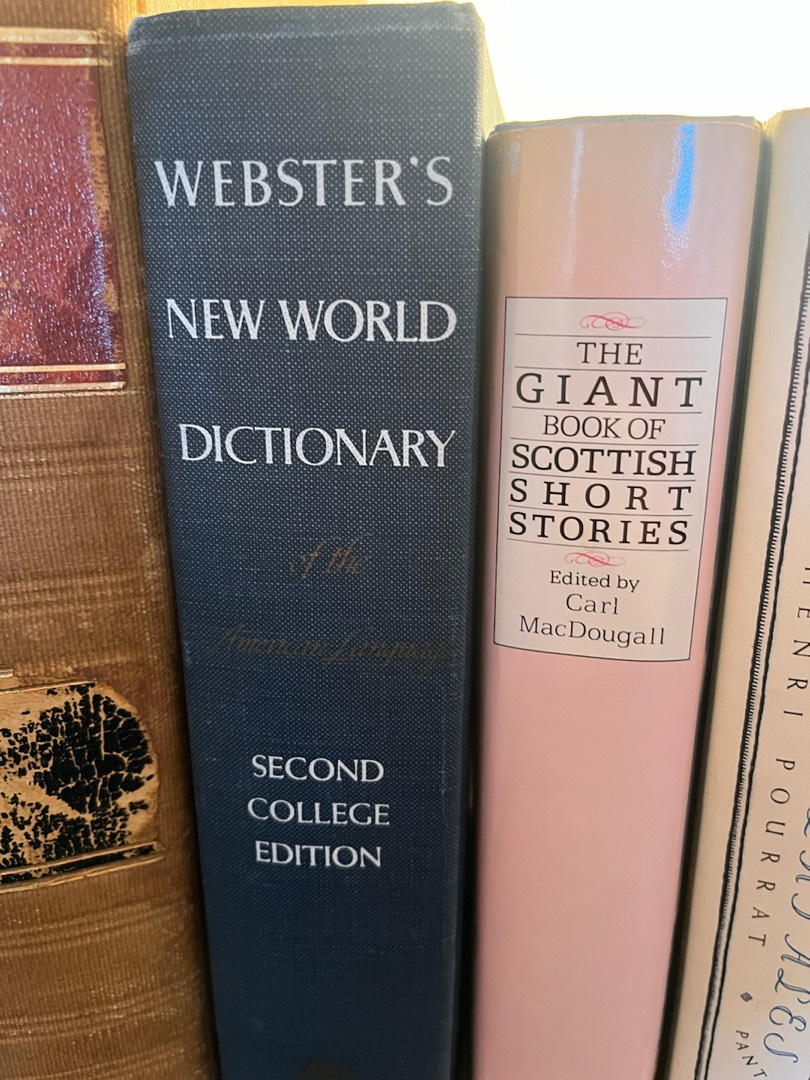 WEBSTER'S
NEW WORLD
DICTIONARY
of the
American Language
SECOND
COLLEGE
EDITION
THE
GIANT
BOOK OF
SCOTTISH
SHORT
STORIES
Edited by
Carl
MacDougall
HENRI POURRAT